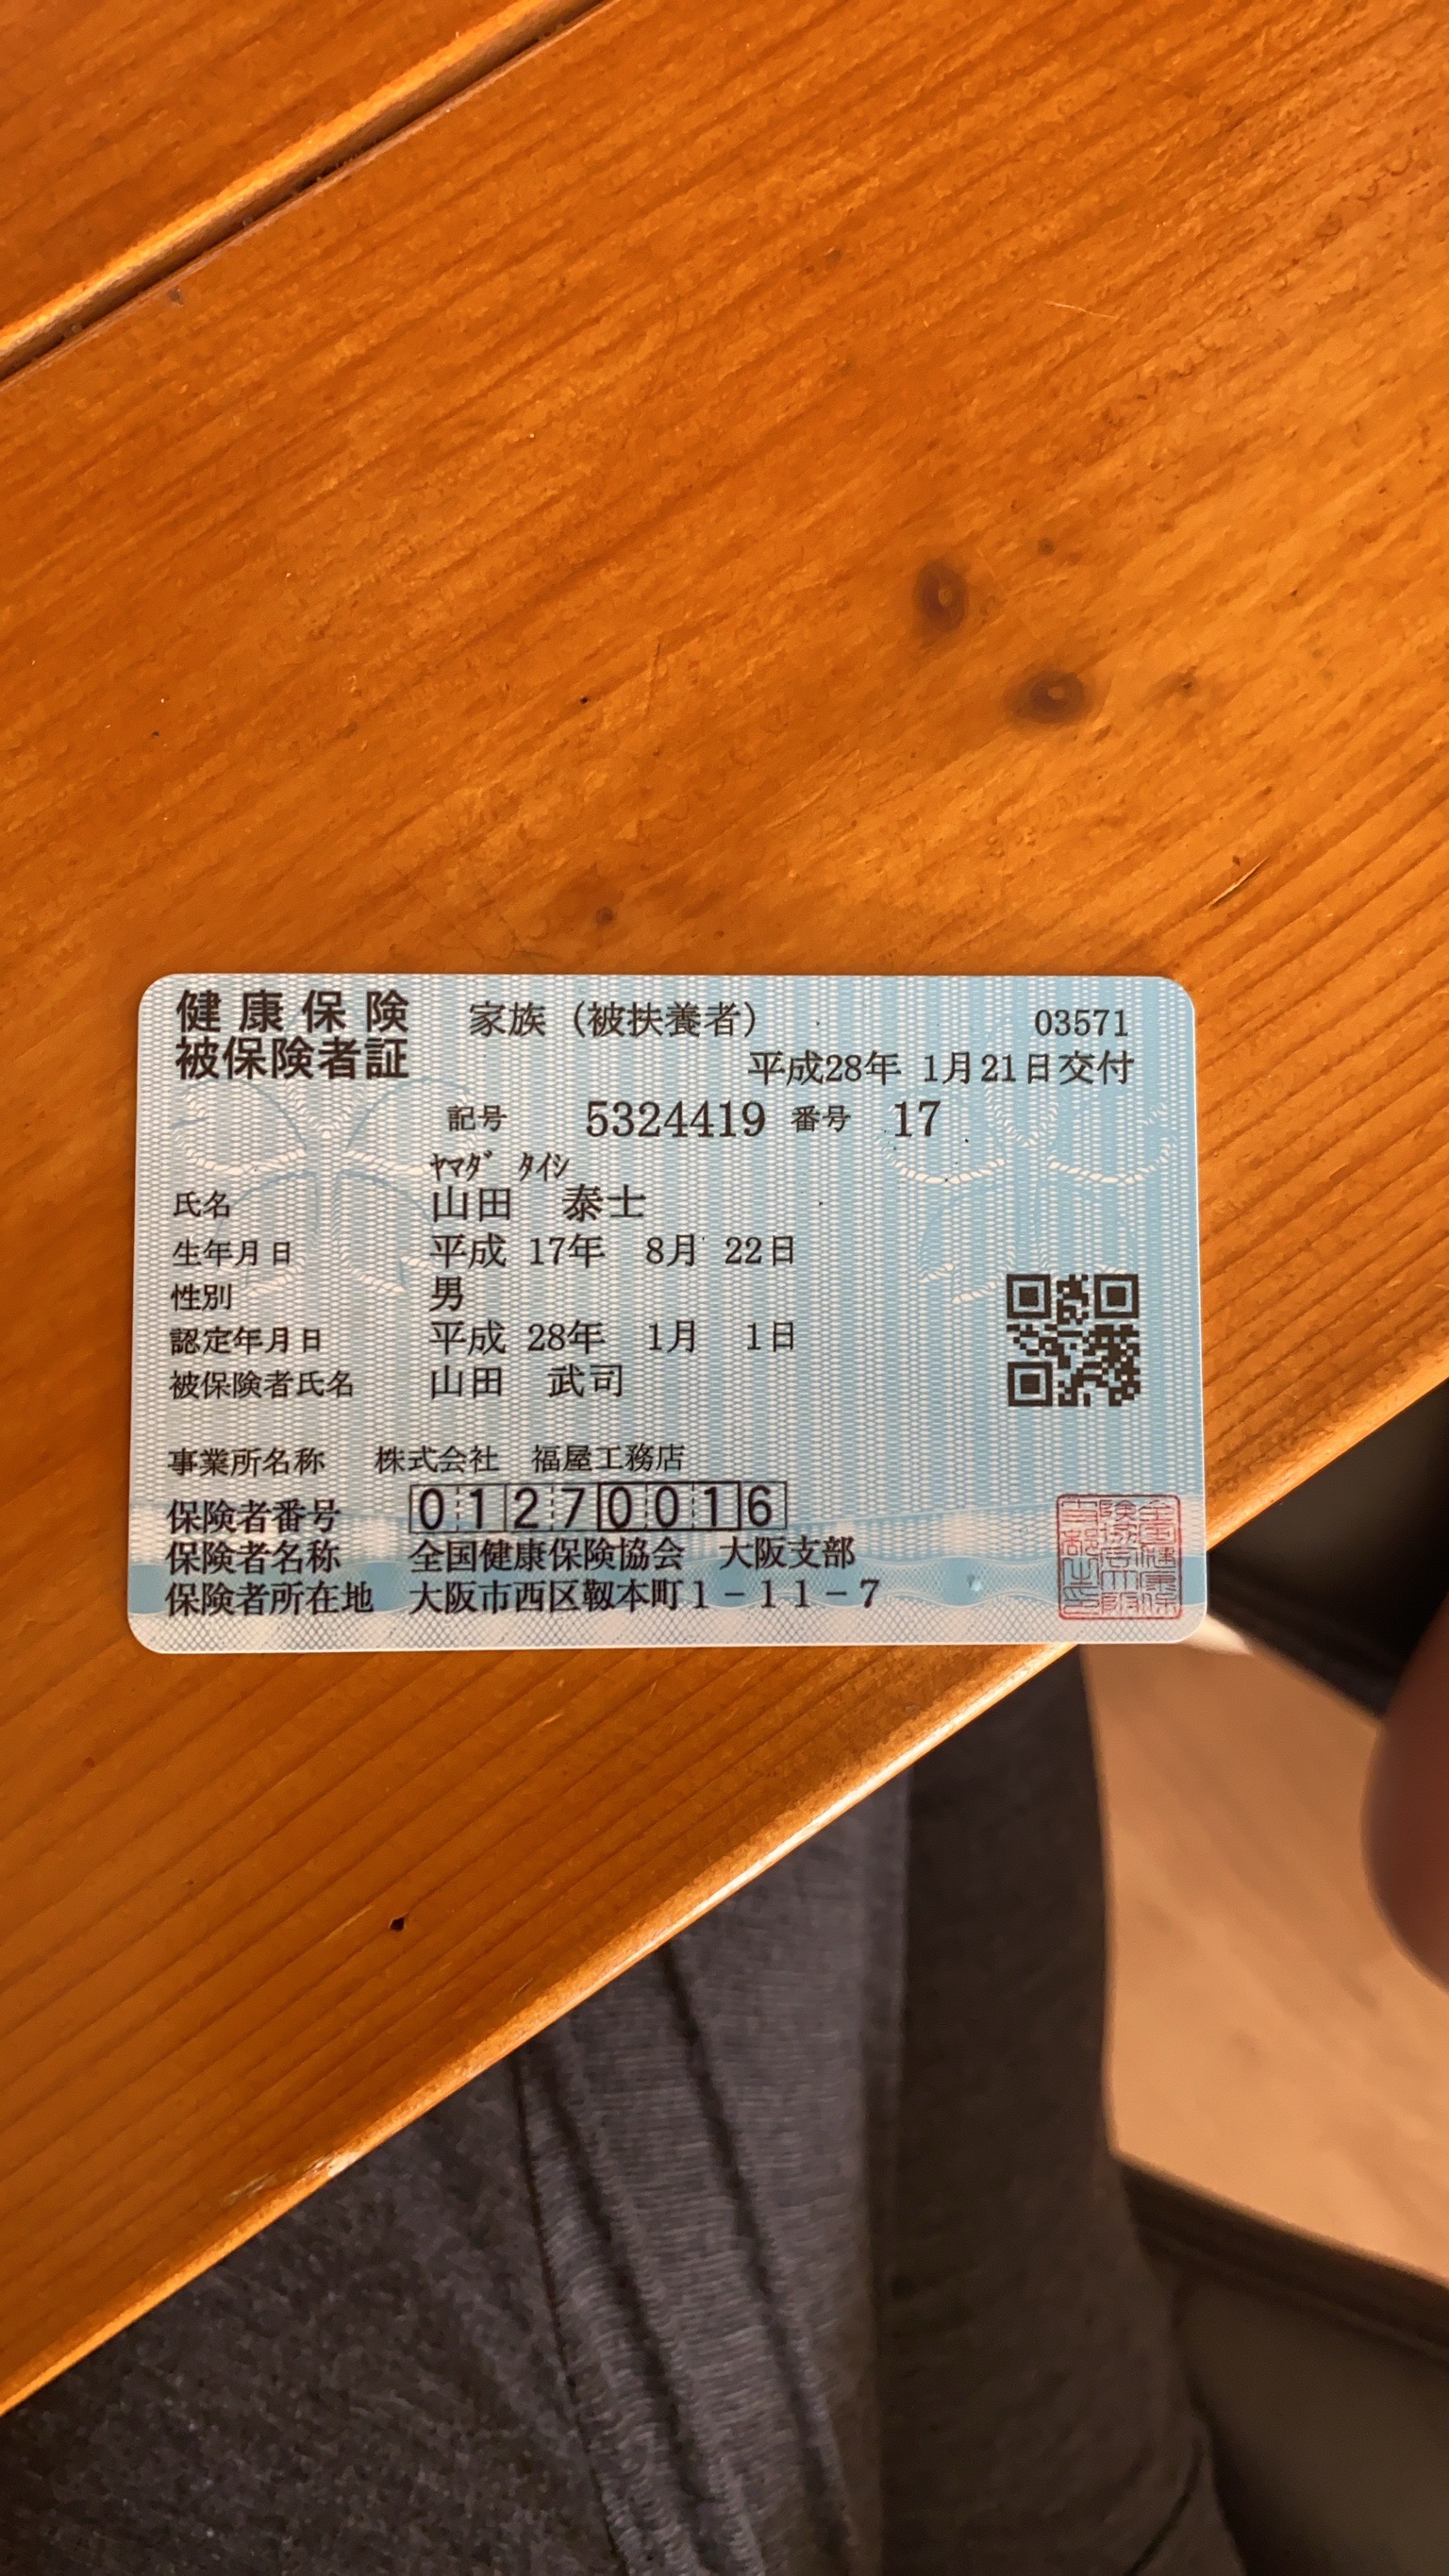 健康保険 家族（被扶養者） 03571
被保険者証 平成28年 1月21日交付
記号 5324419 番号 17
ﾔﾏﾀﾞ ﾀｲｼ
氏名 山田 泰士
生年月日 平成 17年 8月 22日
性別 男
認定年月日 平成 28年 1月 1日
被保険者氏名 山田 武司
事業所名称 株式会社 福屋工務店
保険者番号 01270016
保険者名称 全国健康保険協会 大阪支部
保険者所在地 大阪市西区靱本町1－11－7